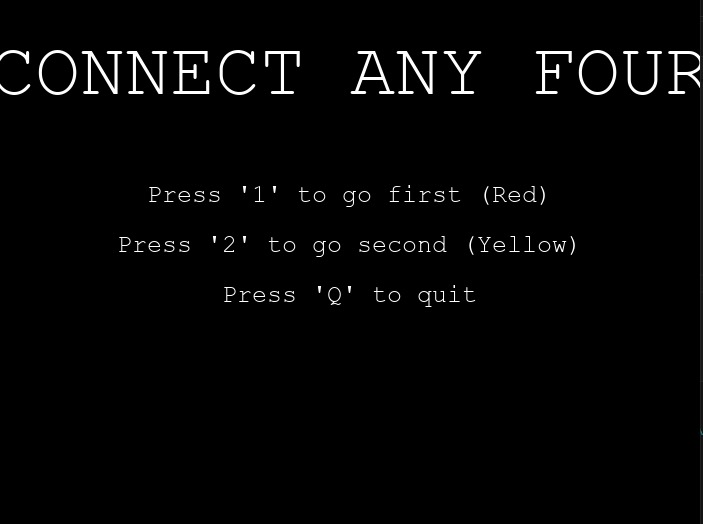 CONNECT ANY FOUR
Press '1' to go first (Red)
Press '2' to go second (Yellow)
Press 'Q' to quit